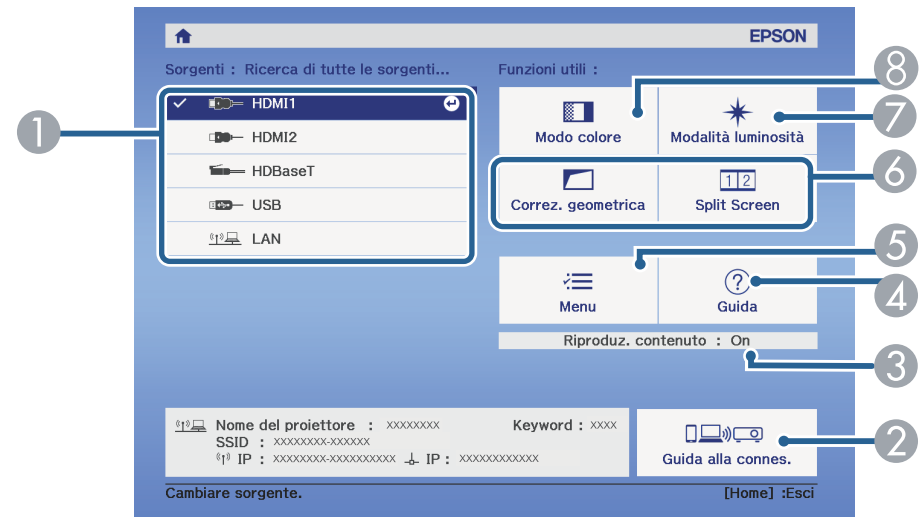 EPSON
Sorgenti : Ricerca di tutte le sorgenti...
Funzioni utili :
HDMI1
HDMI2
HDBaseT
USB
LAN
Modo colore
Modalità luminosità
Correz. geometrica
1 2
Split Screen
Menu
?
Guida
Riproduz. contenuto : On
Nome del proiettore : xxxxxxxx
Keyword : xxxx
SSID : xxxxxxxx-xxxxxx
IP : xxxxxxxx-xxxxxxxxxx IP : xxxxxxxxxxxx
Guida alla connes.
Cambiare sorgente.
[Home] :Esci
1
8
7
6
5
4
3
2